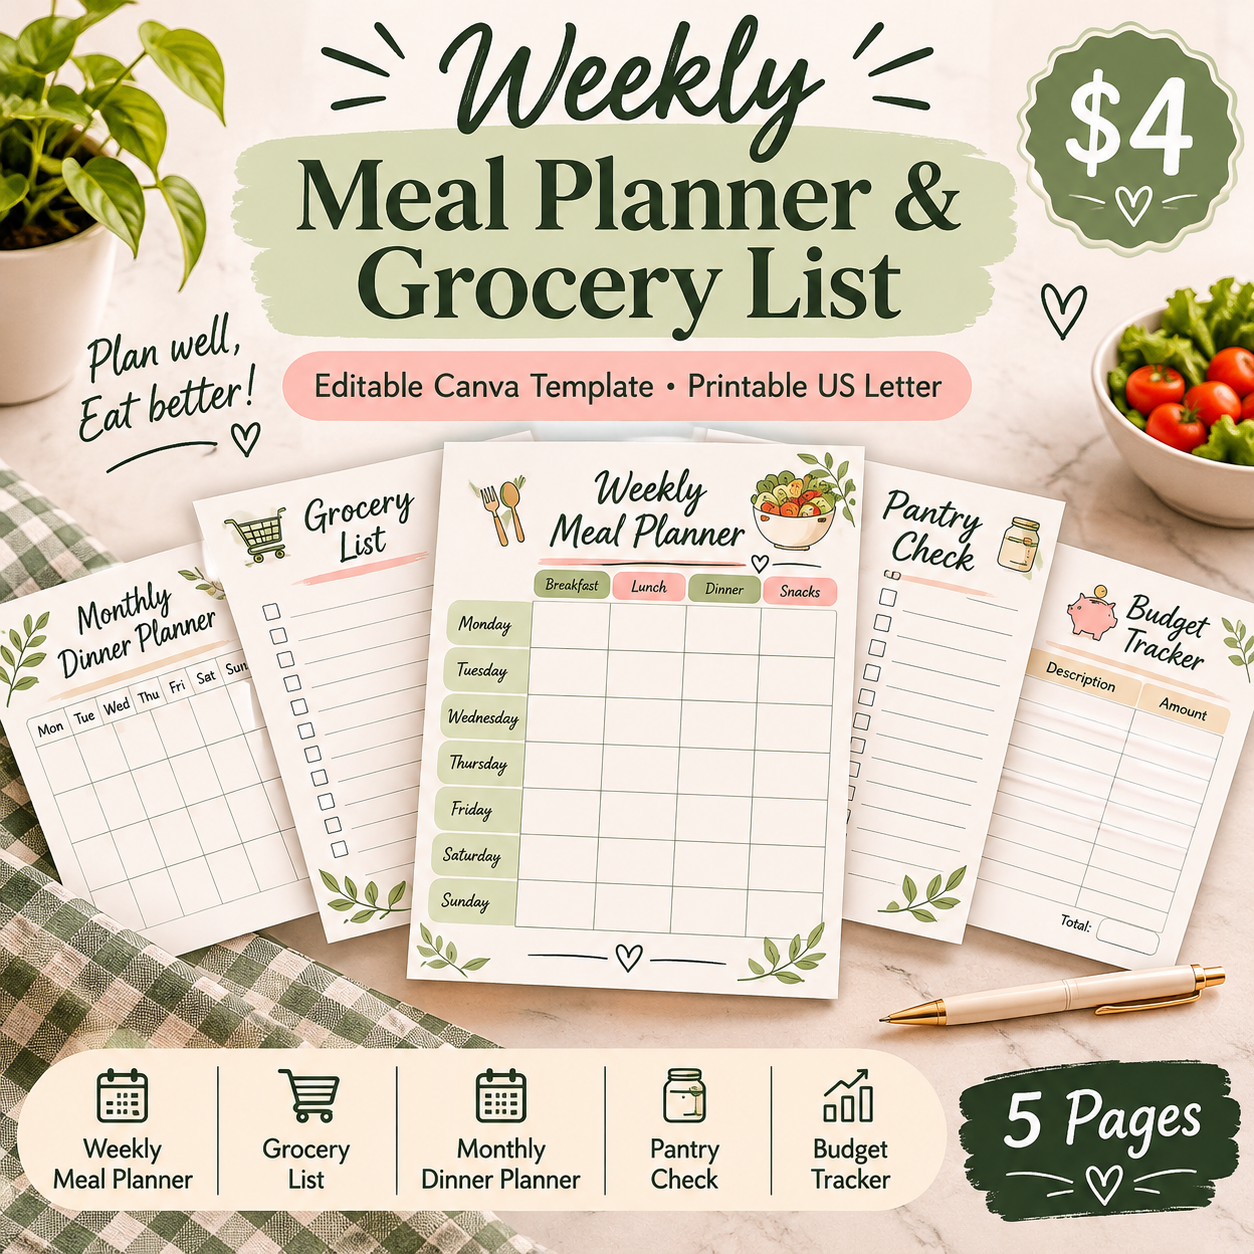 Weekly
Meal Planner &
Grocery List
$4
Editable Canva Template • Printable US Letter
Plan well,
Eat better!
Monthly
Dinner Planner
Mon Tue Wed Thu Fri Sat Sun
Grocery
List
Weekly
Meal Planner
Breakfast Lunch Dinner Snacks
Monday
Tuesday
Wednesday
Thursday
Friday
Saturday
Sunday
Pantry
Check
Budget
Tracker
Description Amount
Total:
Weekly
Meal Planner
Grocery
List
Monthly
Dinner Planner
Pantry
Check
Budget
Tracker
5 Pages